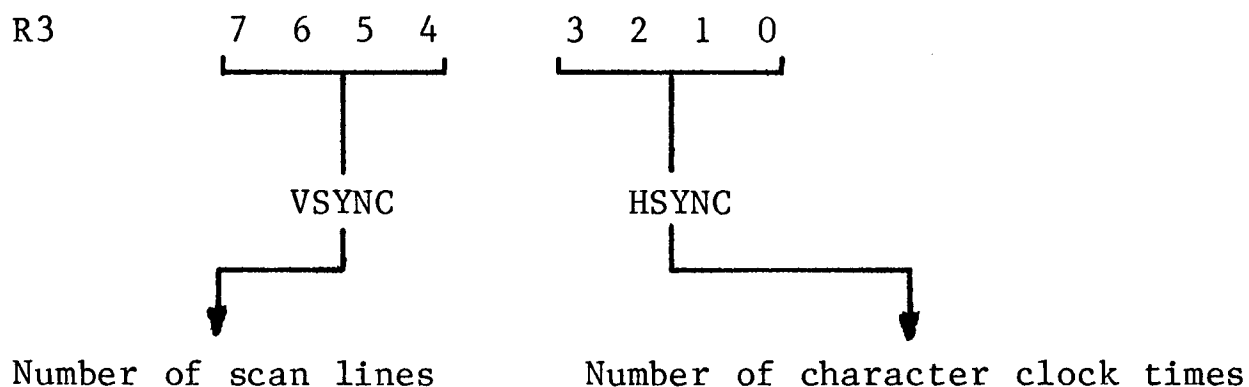 R3 7 6 5 4 3 2 1 0
VSYNC HSYNC
Number of scan lines Number of character clock times